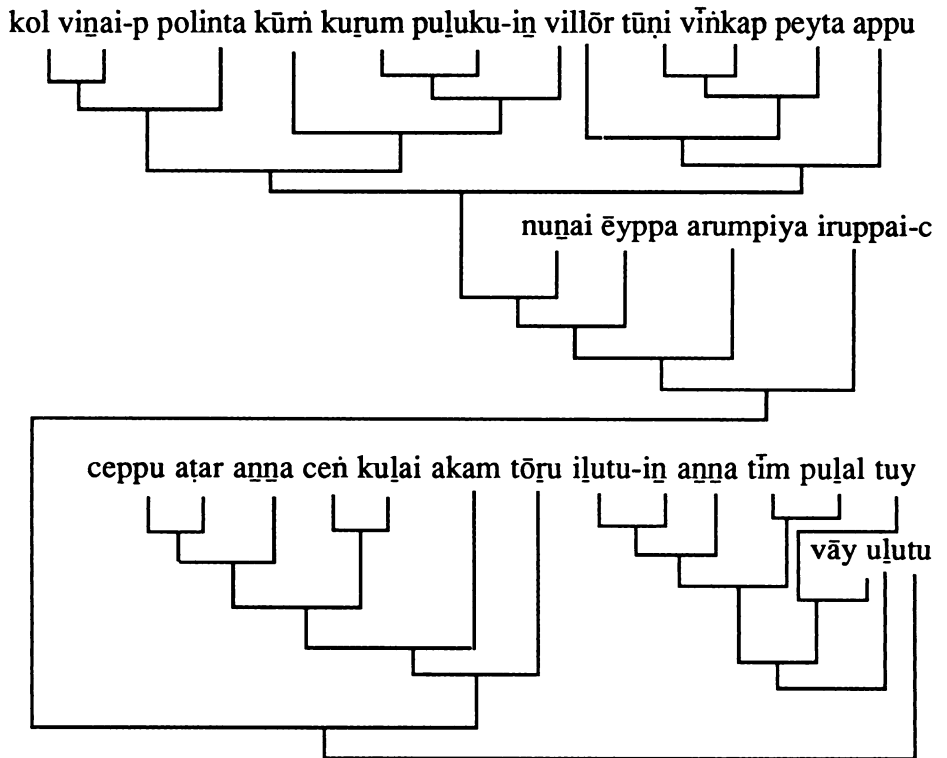 kol viṉai-p polinta kūrṁ kuṟum puḻuku-iṉ villōr tūṇi vīṅkap peyta appu
nuṉai ēyppa arumpiya iruppai-c
ceppu aṭar aṉṉa ceṅ kuḻai akam tōṟu iḻutu-iṉ aṉṉa tīm puḻal tuy
vāy uḻutu